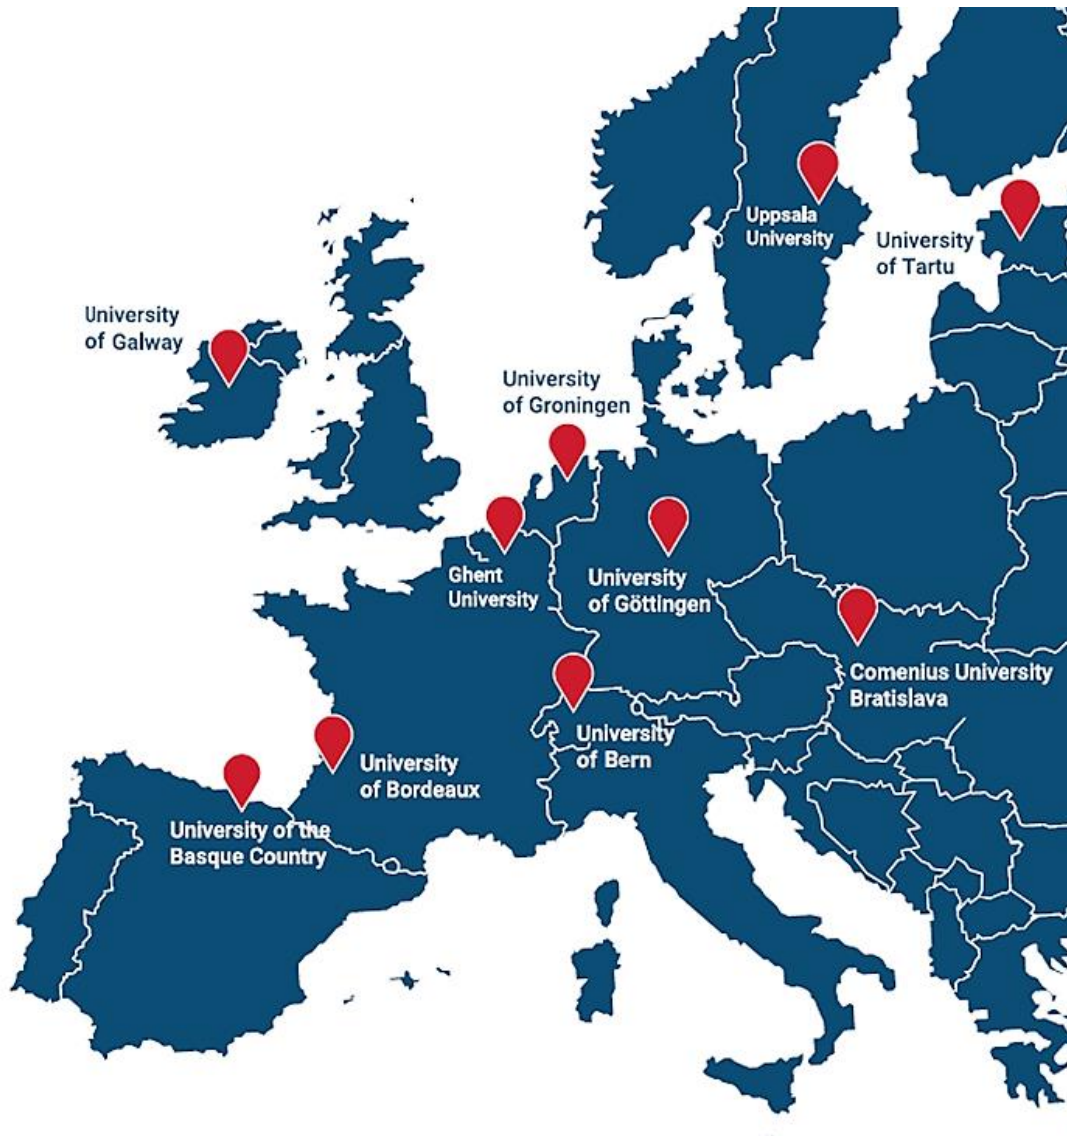 Uppsala
University
University
of Tartu
University
of Galway
University
of Groningen
Ghent
University
University
of Göttingen
Comenius University
Bratislava
University
of Bern
University
of Bordeaux
University of the
Basque Country